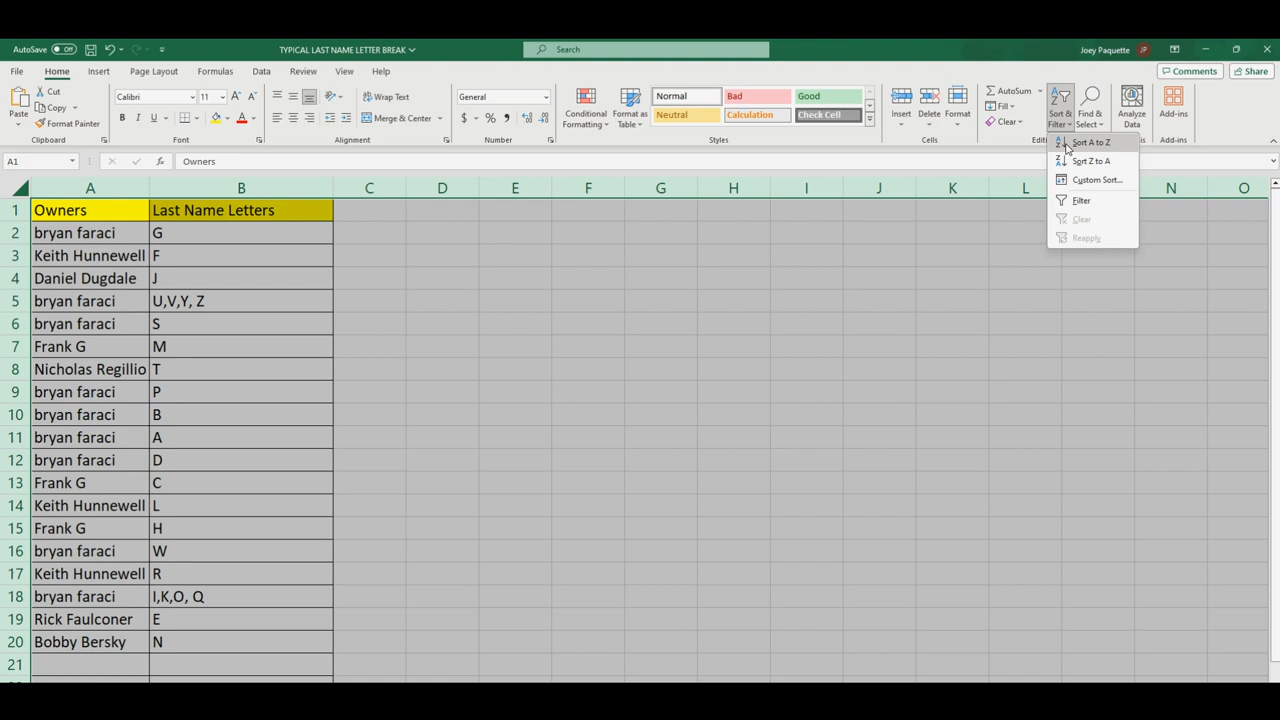 AutoSave Off TYPICAL LAST NAME LETTER BREAK Search Joey Paquette JP
File Home Insert Page Layout Formulas Data Review View Help Comments Share
Paste Cut Copy Format Painter Clipboard
Calibri 11 A A B I U A Font
Wrap Text Merge & Center Alignment
General $ % Number
Conditional Formatting Format as Table
Normal Bad Good
Neutral Calculation Check Cell
Styles
Insert Delete Format Cells
AutoSum Fill Clear Sort & Filter Find & Select Editi
Analyze Data Add-ins Add-ins
Sort A to Z
Sort Z to A
Custom Sort...
Filter
Clear
Reapply
A1 fx Owners
A B C D E F G H I J K L N O
1 Owners Last Name Letters
2 bryan faraci G
3 Keith Hunnewell F
4 Daniel Dugdale J
5 bryan faraci U,V,Y, Z
6 bryan faraci S
7 Frank G M
8 Nicholas Regillio T
9 bryan faraci P
10 bryan faraci B
11 bryan faraci A
12 bryan faraci D
13 Frank G C
14 Keith Hunnewell L
15 Frank G H
16 bryan faraci W
17 Keith Hunnewell R
18 bryan faraci I,K,O, Q
19 Rick Faulconer E
20 Bobby Bersky N
21